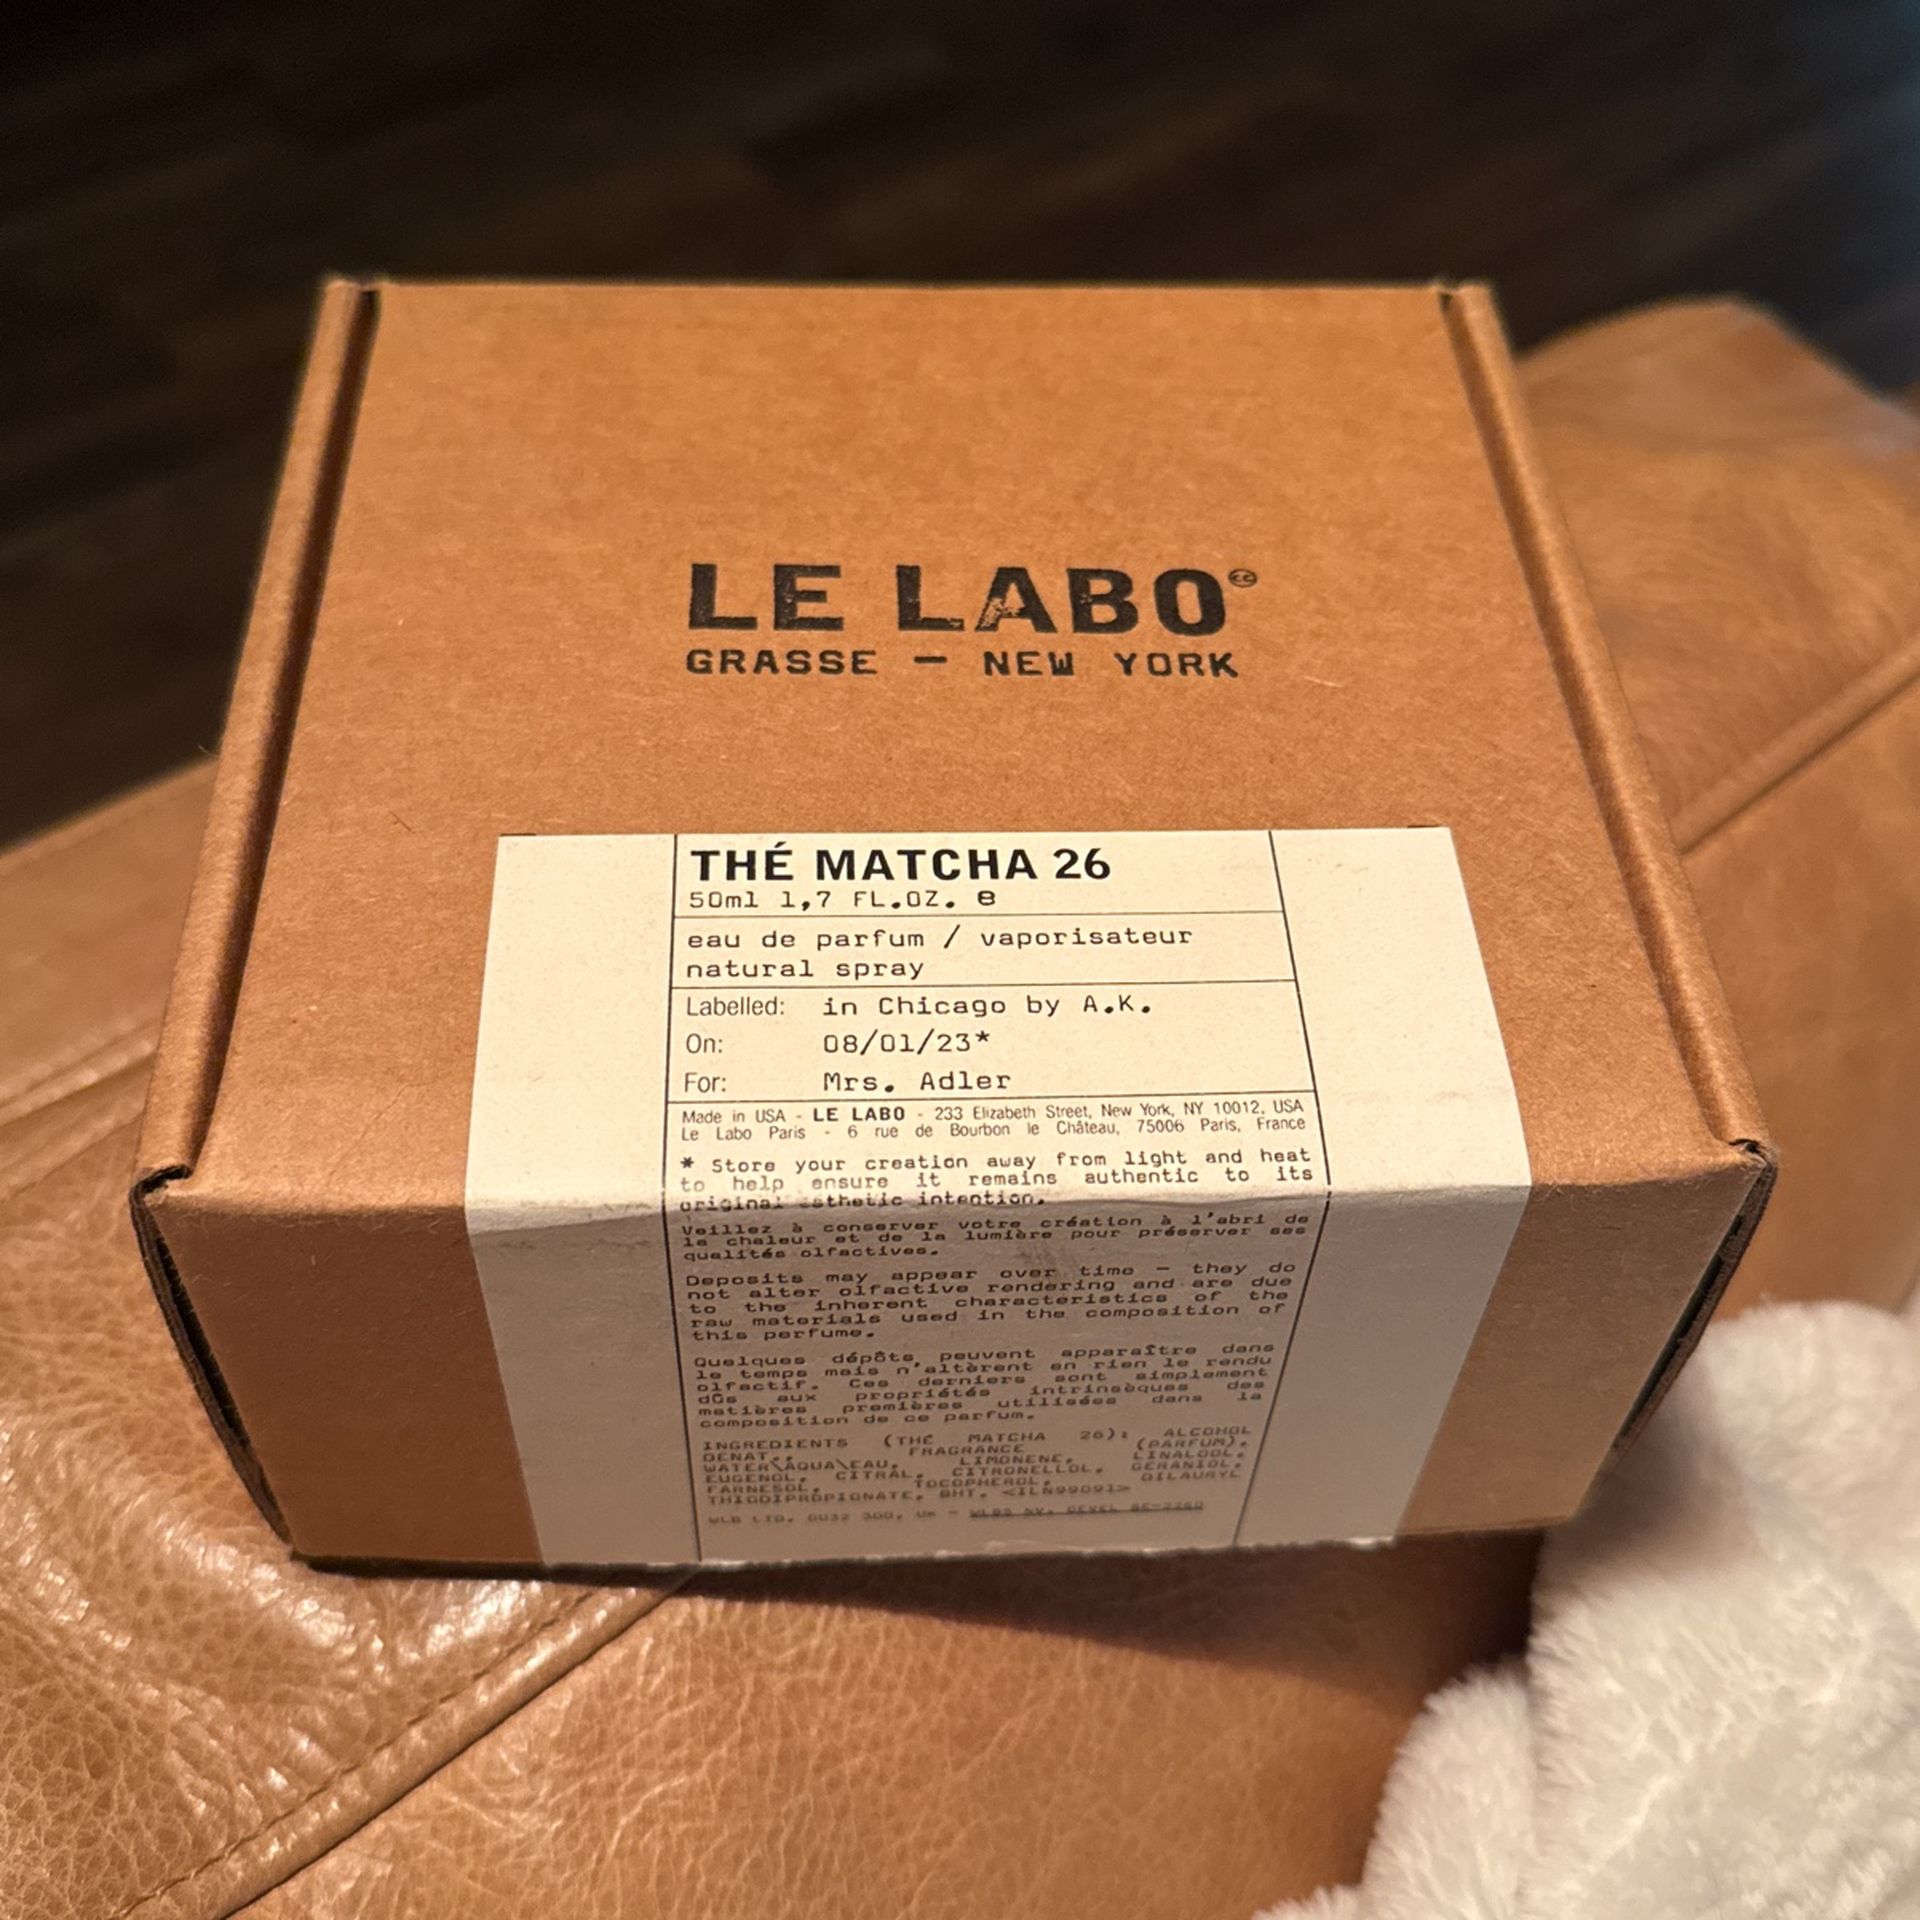 LE LABO
GRASSE — NEW YORK
THÉ MATCHA 26
50ml 1,7 FL.OZ. e
eau de parfum / vaporisateur
natural spray
Labelled: in Chicago by A.K.
On: 08/01/23*
For: Mrs. Adler
Made in USA - LE LABO - 233 Elizabeth Street, New York, NY 10012, USA
Le Labo Paris - 6 rue de Bourbon le Château, 75006 Paris, France
* Store your creation away from light and heat
to help ensure it remains authentic to its
original esthetic intention.
Veillez à conserver votre création à l'abri de
la chaleur et de la lumière pour préserver ses
qualités olfactives.
Deposits may appear over time — they do
not alter olfactive rendering and are due
to the inherent characteristics of the
raw materials used in the composition of
this perfume.
Quelques dépôts peuvent apparaître dans
le temps mais n'altèrent en rien le rendu
olfactif. Ces derniers sont simplement
dûs aux propriétés intrinsèques des
matières premières utilisées dans la
composition de ce parfum.
INGREDIENTS (THÉ MATCHA 26): ALCOHOL
DENAT., FRAGRANCE (PARFUM),
WATER\AQUA\EAU, LIMONENE, LINALOOL,
EUGENOL, CITRAL, CITRONELLOL, GERANIOL,
FARNESOL, TOCOPHEROL, DILAURYL
THIODIPROPIONATE, BHT. <ILN99091>
WLB LTD. GU32 3QQ, UK -